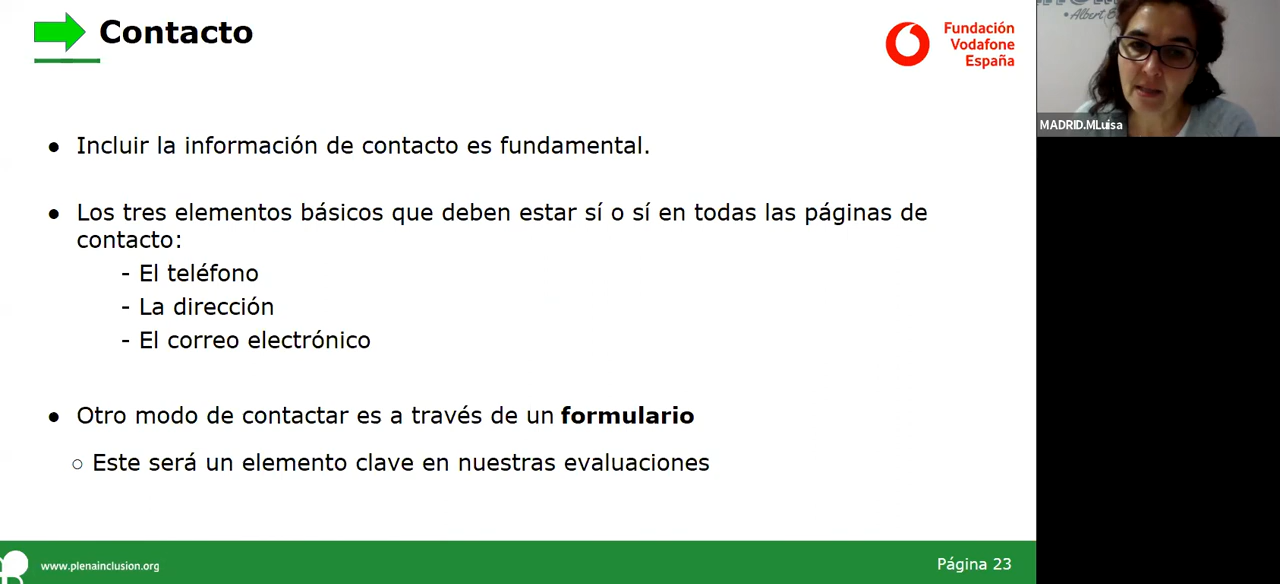 Contacto
Fundación
Vodafone
España
• Incluir la información de contacto es fundamental.
• Los tres elementos básicos que deben estar sí o sí en todas las páginas de
contacto:
- El teléfono
- La dirección
- El correo electrónico
• Otro modo de contactar es a través de un formulario
○ Este será un elemento clave en nuestras evaluaciones
www.plenainclusion.org
Página 23
MADRID.MLuisa